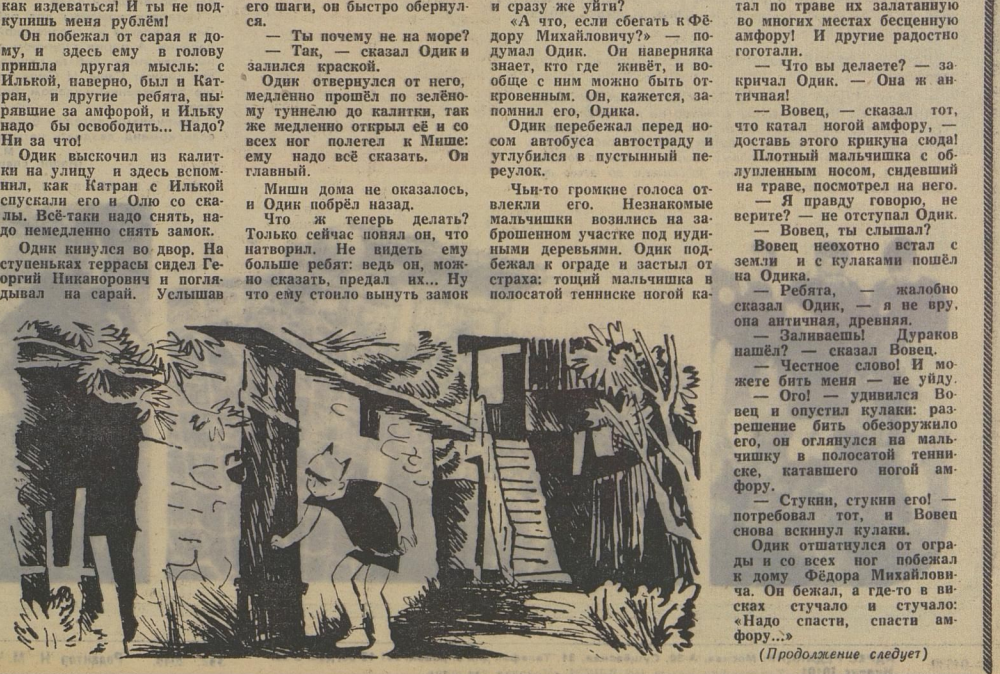 как издеваться! И ты не под-
купишь меня рублём!
Он побежал от сарая к до-
му, и здесь ему в голову
пришла другая мысль: с
Илькой, наверно, был и Кат-
ран, и другие ребята, ны-
рявшие за амфорой, и Ильку
надо бы освободить... Надо?
Ни за что!
Одик выскочил из калит-
ки на улицу и здесь вспом-
нил, как Катран с Илькой
спускали его и Олю со ска-
лы. Всё-таки надо снять, на-
до немедленно снять замок.
Одик кинулся во двор. На
ступеньках террасы сидел Ге-
оргий Никанорович и погля-
дывал на сарай. Услышав
его шаги, он быстро обернул-
ся.
— Ты почему не на море?
— Так, — сказал Одик и
залился краской.
Одик отвернулся от него,
медленно прошёл по зелёно-
му туннелю до калитки, так
же медленно открыл её и со
всех ног полетел к Мише:
ему надо всё сказать. Он
главный.
Миши дома не оказалось,
и Одик побрёл назад.
Что ж теперь делать?
Только сейчас понял он, что
натворил. Не видеть ему
больше ребят: ведь он, мож-
но сказать, предал их... Ну
что ему стоило вынуть замок
и сразу же уйти?
«А что, если сбегать к Фё-
дору Михайловичу?» — по-
думал Одик. Он наверняка
знает, кто где живёт, и во-
обще с ним можно быть от-
кровенным. Он, кажется, за-
помнил его, Одика.
Одик перебежал перед но-
сом автобуса автостраду и
углубился в пустынный пе-
реулок.
Чьи-то громкие голоса от-
влекли его. Незнакомые
мальчишки возились на за-
брошенном участке под иуди-
ными деревьями. Одик под-
бежал к ограде и застыл от
страха: тощий мальчишка в
полосатой тенниске ногой ка-
тал по траве их залатанную
во многих местах бесценную
амфору! И другие радостно
гоготали.
— Что вы делаете? — за-
кричал Одик. — Она ж ан-
тичная!
— Вовец, — сказал тот,
что катал ногой амфору, —
доставь этого крикуна сюда!
Плотный мальчишка с об-
лупленным носом, сидевший
на траве, посмотрел на него.
— Я правду говорю, не
верите? — не отступал Одик.
— Вовец, ты слышал?
Вовец неохотно встал с
земли и с кулаками пошёл
на Одика.
— Ребята, — жалобно
сказал Одик, — я не вру,
она античная, древняя.
— Заливаешь! Дураков
нашёл? — сказал Вовец.
— Честное слово! И мо-
жете бить меня — не уйду.
— Ого! — удивился Во-
вец и опустил кулаки: раз-
решение бить обезоружило
его, он оглянулся на маль-
чишку в полосатой тенни-
ске, катавшего ногой ам-
фору.
— Стукни, стукни его! —
потребовал тот, и Вовец
снова вскинул кулаки.
Одик отшатнулся от огра-
ды и со всех ног побежал
к дому Фёдора Михайлови-
ча. Он бежал, а где-то в ви-
сках стучало и стучало:
«Надо спасти, спасти ам-
фору...»
(Продолжение следует)